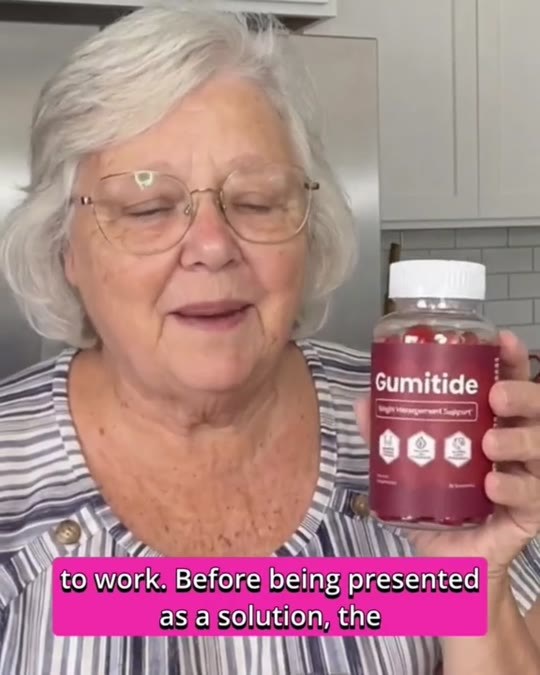 Gumitide
Weight Management Support
to work. Before being presented
as a solution, the